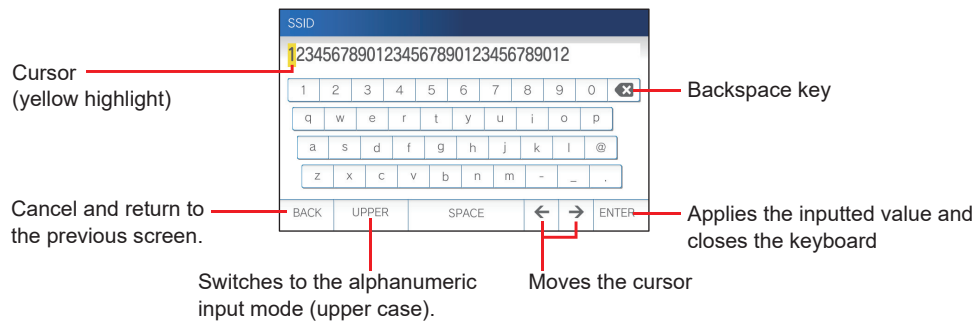 SSID
12345678901234567890123456789012
Cursor
(yellow highlight)
1 2 3 4 5 6 7 8 9 0
Backspace key
q w e r t y u i o p
a s d f g h j k l @
z x c v b n m - _ .
Cancel and return to
the previous screen.
BACK UPPER SPACE ← → ENTER
Applies the inputted value and
closes the keyboard
Switches to the alphanumeric
input mode (upper case).
Moves the cursor